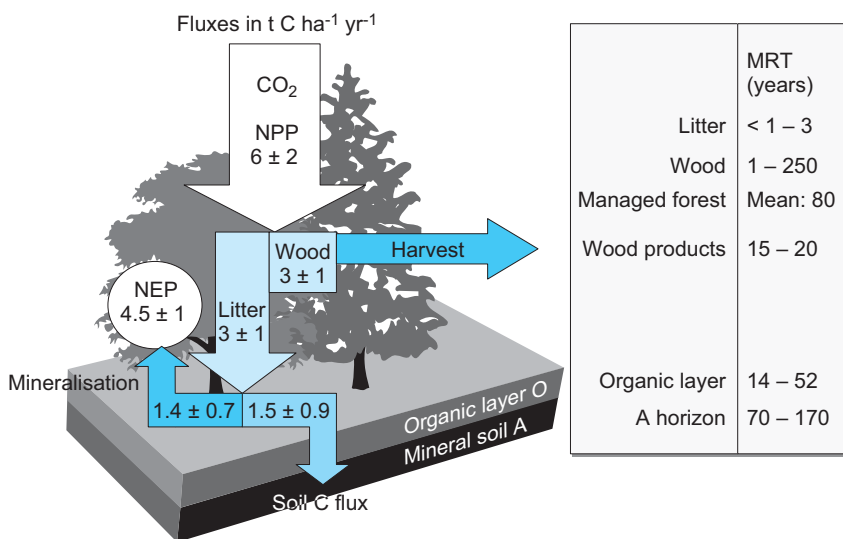 Fluxes in t C ha⁻¹ yr⁻¹
CO₂
NPP
6 ± 2
Wood
3 ± 1
Harvest
NEP
4.5 ± 1
Litter
3 ± 1
Mineralisation
1.4 ± 0.7
1.5 ± 0.9
Organic layer O
Mineral soil A
Soil C flux
MRT
(years)
Litter < 1 – 3
Wood 1 – 250
Managed forest Mean: 80
Wood products 15 – 20
Organic layer 14 – 52
A horizon 70 – 170